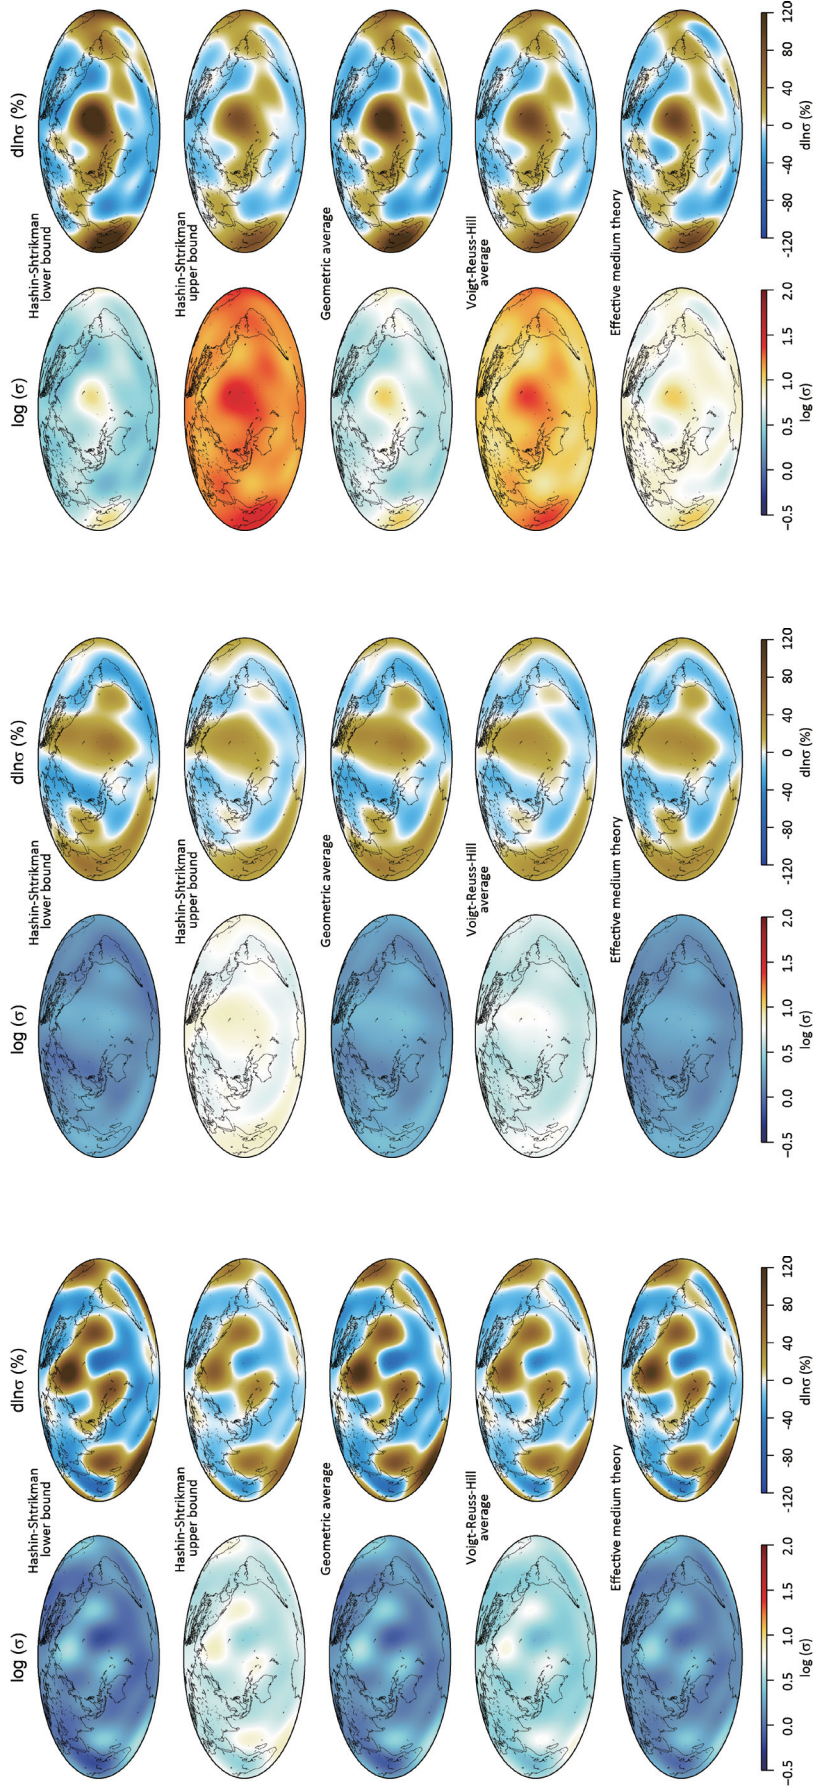 log (σ) dlnσ (%) log (σ) dlnσ (%) log (σ) dlnσ (%)
Hashin-Shtrikman Hashin-Shtrikman Hashin-Shtrikman
lower bound lower bound lower bound
Hashin-Shtrikman Hashin-Shtrikman Hashin-Shtrikman
upper bound upper bound upper bound
Geometric average Geometric average Geometric average
Voigt-Reuss-Hill Voigt-Reuss-Hill Voigt-Reuss-Hill
average average average
Effective medium theory Effective medium theory Effective medium theory
−0.5 0.0 0.5 1.0 1.5 2.0 -120 -80 -40 0 40 80 120 −0.5 0.0 0.5 1.0 1.5 2.0 -120 -80 -40 0 40 80 120 −0.5 0.0 0.5 1.0 1.5 2.0 -120 -80 -40 0 40 80 120
log (σ) dlnσ (%) log (σ) dlnσ (%) log (σ) dlnσ (%)